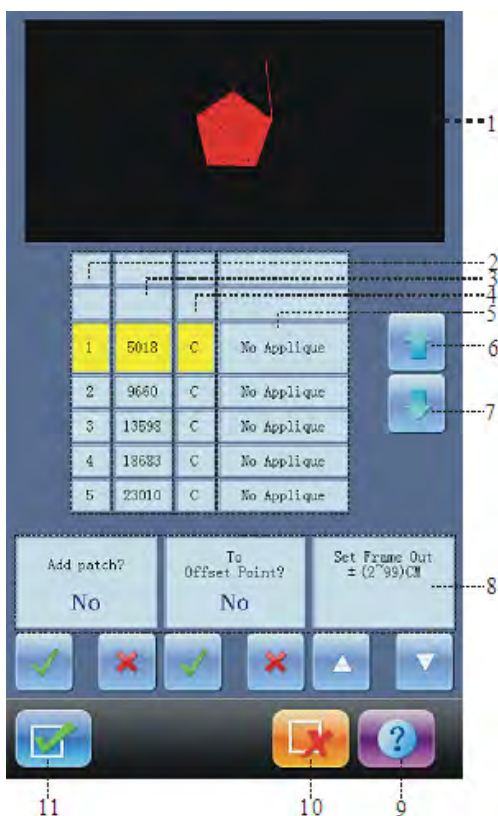 1
2
3
4
5
1 5018 C No Applique
6
2 9660 C No Applique
7
3 13598 C No Applique
4 18683 C No Applique
5 23010 C No Applique
Add patch? To Set Frame Out
Offset Point? ±(2~99)CM
8
No No
?
11 10 9